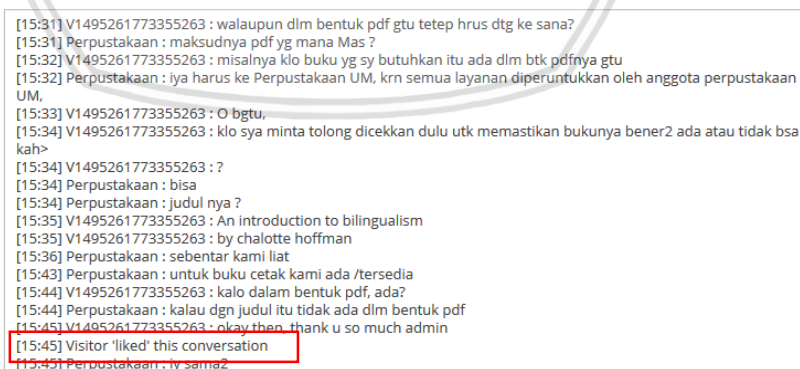 [15:31] V1495261773355263 : walaupun dlm bentuk pdf gtu tetep hrus dtg ke sana?
[15:31] Perpustakaan : maksudnya pdf yg mana Mas ?
[15:32] V1495261773355263 : misalnya klo buku yg sy butuhkan itu ada dlm btk pdfnya gtu
[15:32] Perpustakaan : iya harus ke Perpustakaan UM, krn semua layanan diperuntukkan oleh anggota perpustakaan
UM,
[15:33] V1495261773355263 : O bgtu,
[15:34] V1495261773355263 : klo sya minta tolong dicekkan dulu utk memastikan bukunya bener2 ada atau tidak bsa
kah>
[15:34] V1495261773355263 : ?
[15:34] Perpustakaan : bisa
[15:34] Perpustakaan : judul nya ?
[15:35] V1495261773355263 : An introduction to bilingualism
[15:35] V1495261773355263 : by chalotte hoffman
[15:36] Perpustakaan : sebentar kami liat
[15:43] Perpustakaan : untuk buku cetak kami ada /tersedia
[15:44] V1495261773355263 : kalo dalam bentuk pdf, ada?
[15:44] Perpustakaan : kalau dgn judul itu tidak ada dlm bentuk pdf
[15:45] V1495261773355263 : okay then, thank u so much admin
[15:45] Visitor 'liked' this conversation
[15:45] Perpustakaan : iy sama2